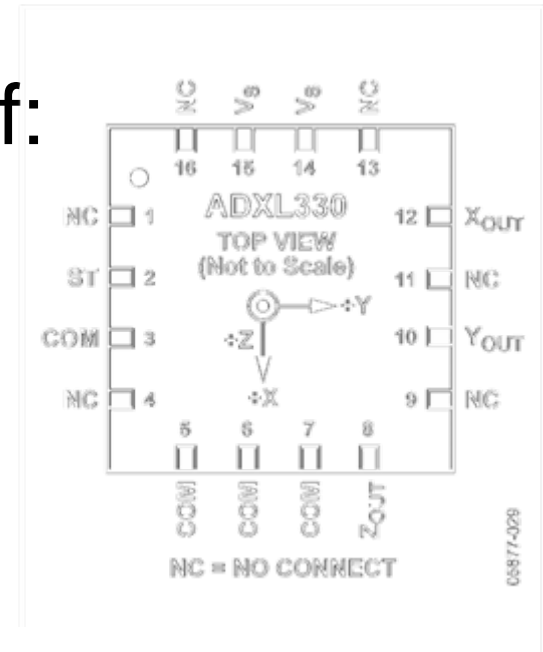 f:
NC VS VS NC
16 15 14 13
NC 1 ADXL330 12 XOUT
TOP VIEW
(Not to Scale)
ST 2 11 NC
+Y
COM 3 +Z 10 YOUT
NC 4 +X 9 NC
5 6 7 8
COM COM COM ZOUT
NC = NO CONNECT
05677-029